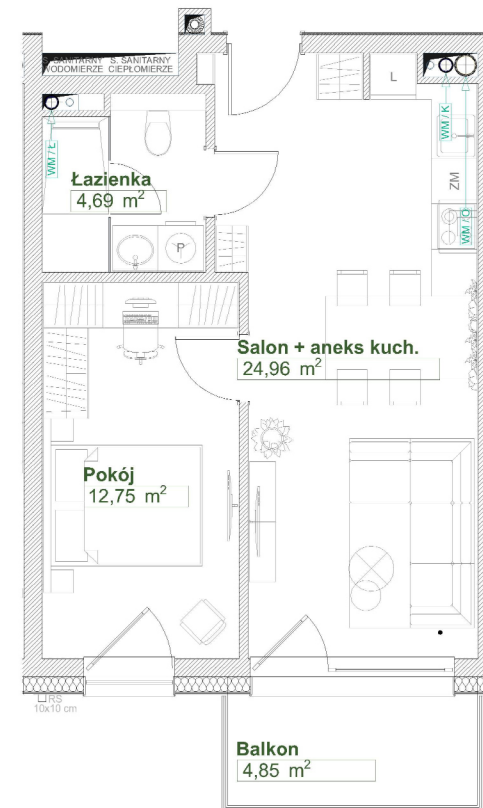 S. SANITARNY S. SANITARNY
WODOMIERZE CIEPŁOMIERZE
L
WM / K
WM / Ł
Łazienka
4,69 m²
ZM
WM / O
P
Salon + aneks kuch.
24,96 m²
Pokój
12,75 m²
RS
10x10 cm
Balkon
4,85 m²